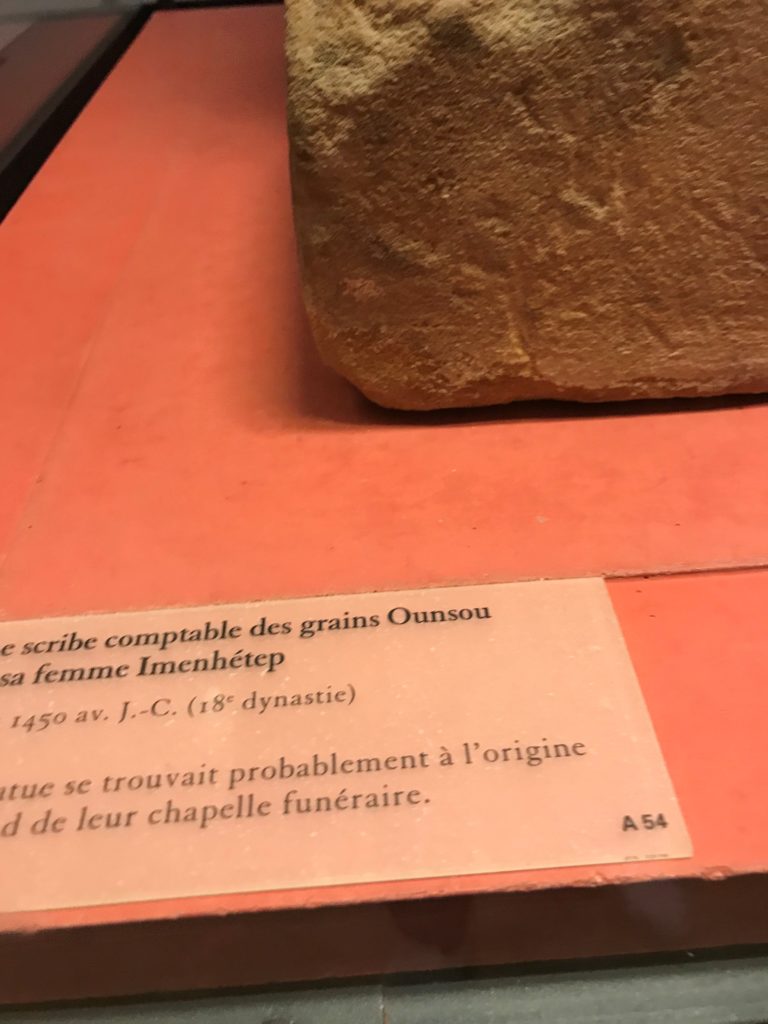 e scribe comptable des grains Ounsou
sa femme Imenhétep
1450 av. J.-C. (18e dynastie)
atue se trouvait probablement à l'origine
d de leur chapelle funéraire.
A 54